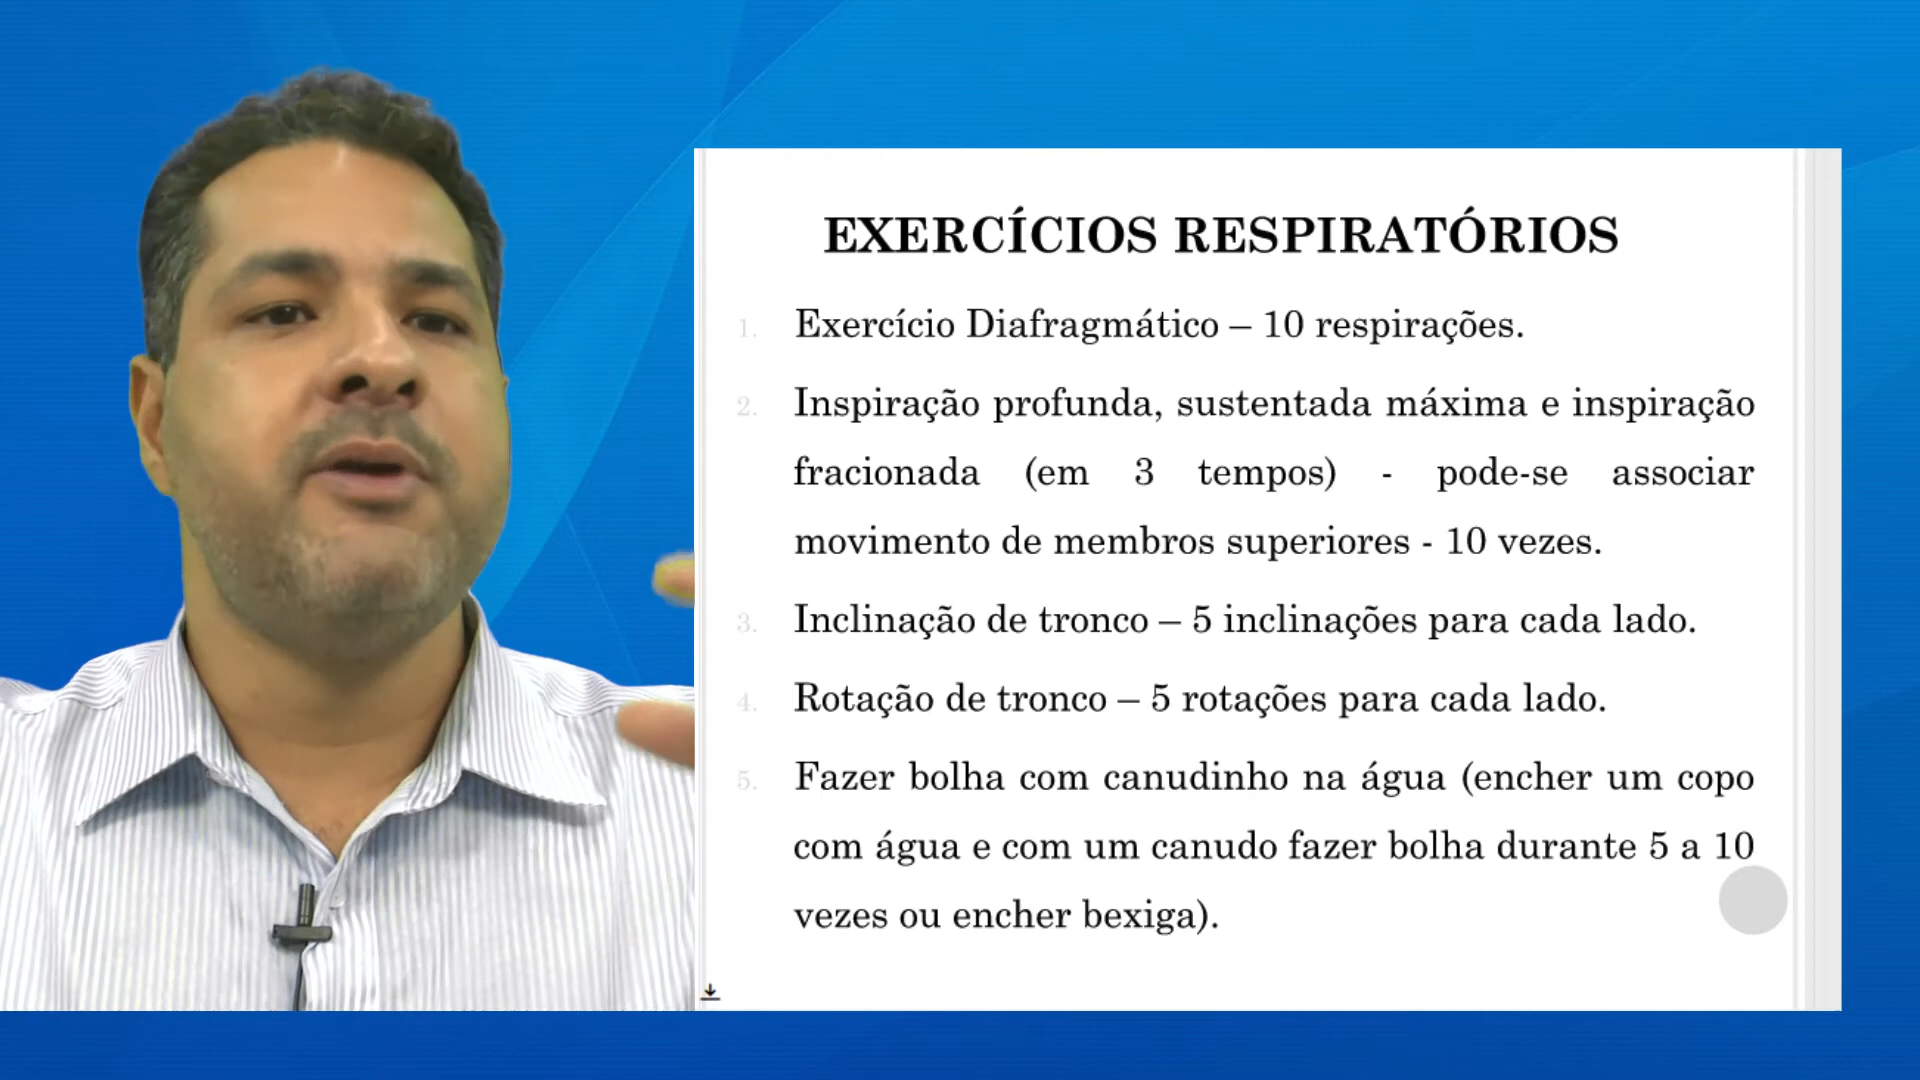 EXERCÍCIOS RESPIRATÓRIOS
1. Exercício Diafragmático – 10 respirações.
2. Inspiração profunda, sustentada máxima e inspiração
fracionada (em 3 tempos) - pode-se associar
movimento de membros superiores - 10 vezes.
3. Inclinação de tronco – 5 inclinações para cada lado.
4. Rotação de tronco – 5 rotações para cada lado.
5. Fazer bolha com canudinho na água (encher um copo
com água e com um canudo fazer bolha durante 5 a 10
vezes ou encher bexiga).